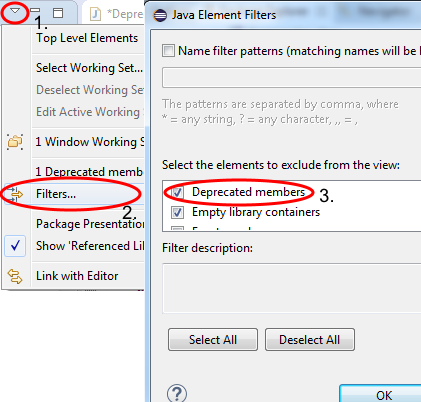 1.
*Depre
Top Level Elements
Select Working Set...
Deselect Working Set
Edit Active Working
1 Window Working S
1 Deprecated memb
Filters...
2.
Package Presentation
Show 'Referenced Li
Link with Editor
Java Element Filters
Name filter patterns (matching names will be
The patterns are separated by comma, where
* = any string, ? = any character, ,, = ,
Select the elements to exclude from the view:
Deprecated members
3.
Empty library containers
Filter description:
Select All
Deselect All
?
OK